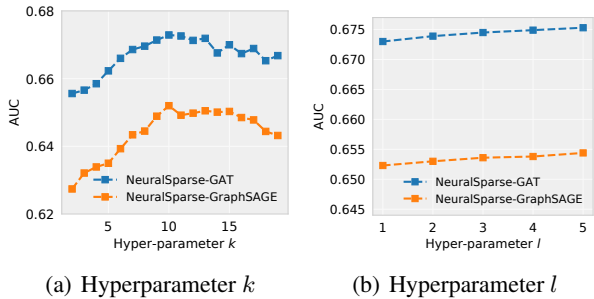 0.68
0.66
0.64
0.62
AUC
NeuralSparse-GAT
NeuralSparse-GraphSAGE
5
10
15
Hyper-parameter k
(a) Hyperparameter k
0.675
0.670
0.665
0.660
0.655
0.650
0.645
AUC
NeuralSparse-GAT
NeuralSparse-GraphSAGE
1
2
3
4
5
Hyper-parameter l
(b) Hyperparameter l